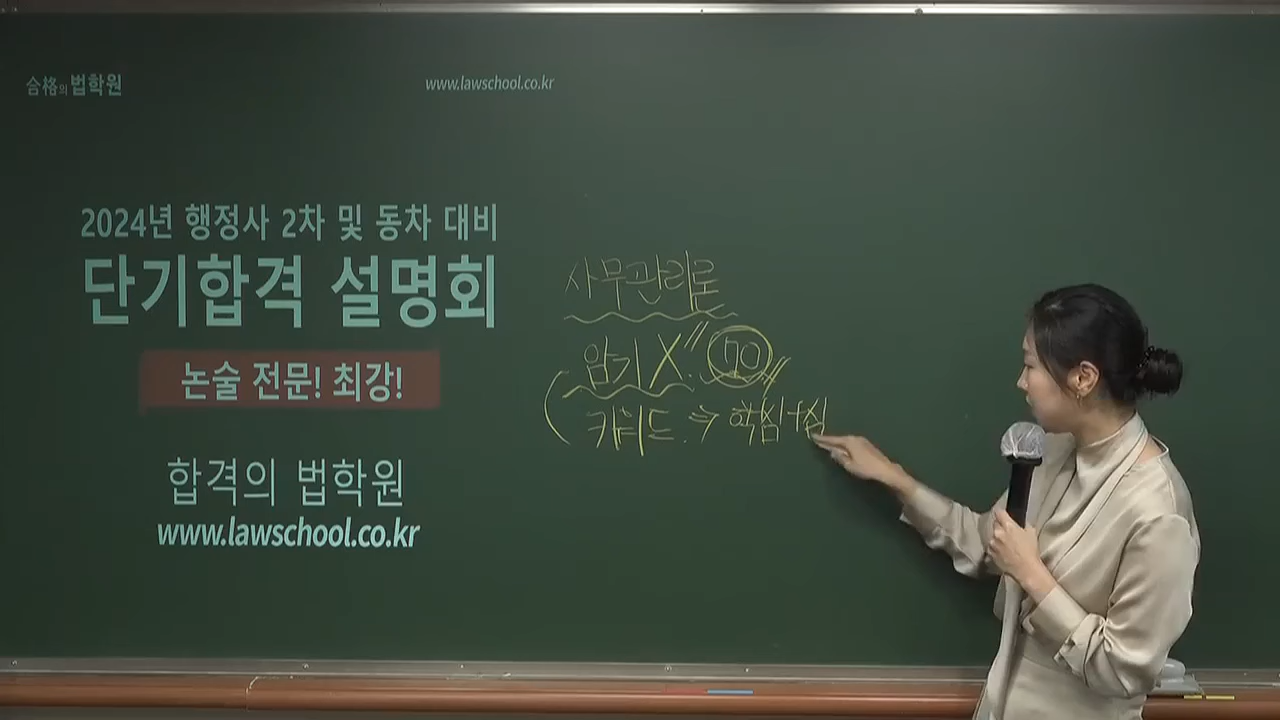 合格의 법학원
www.lawschool.co.kr
2024년 행정사 2차 및 동차 대비
단기합격 설명회
논술 전문! 최강!
합격의 법학원
www.lawschool.co.kr
사무관리론
암기 X" 70
키워드 ⇒ 핵심